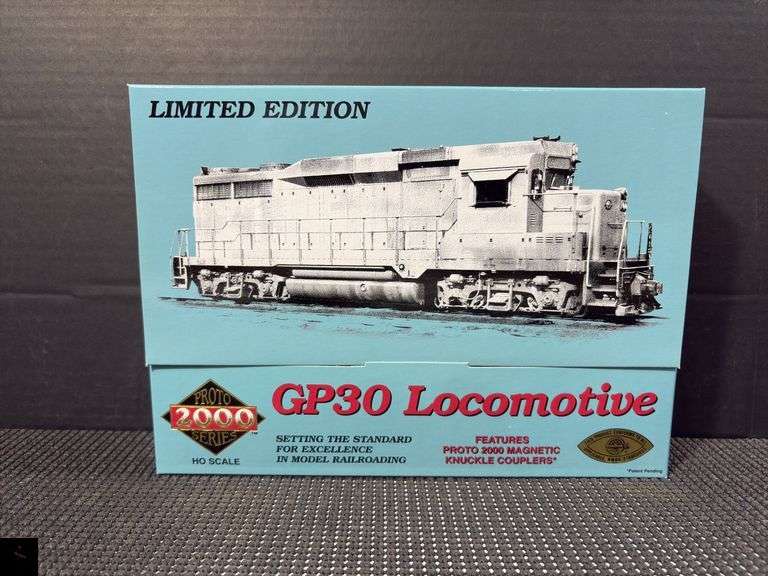 LIMITED EDITION
PROTO
2000™
SERIES
HO SCALE
GP30 Locomotive
SETTING THE STANDARD
FOR EXCELLENCE
IN MODEL RAILROADING
FEATURES
PROTO 2000 MAGNETIC
KNUCKLE COUPLERS*
*Patent Pending